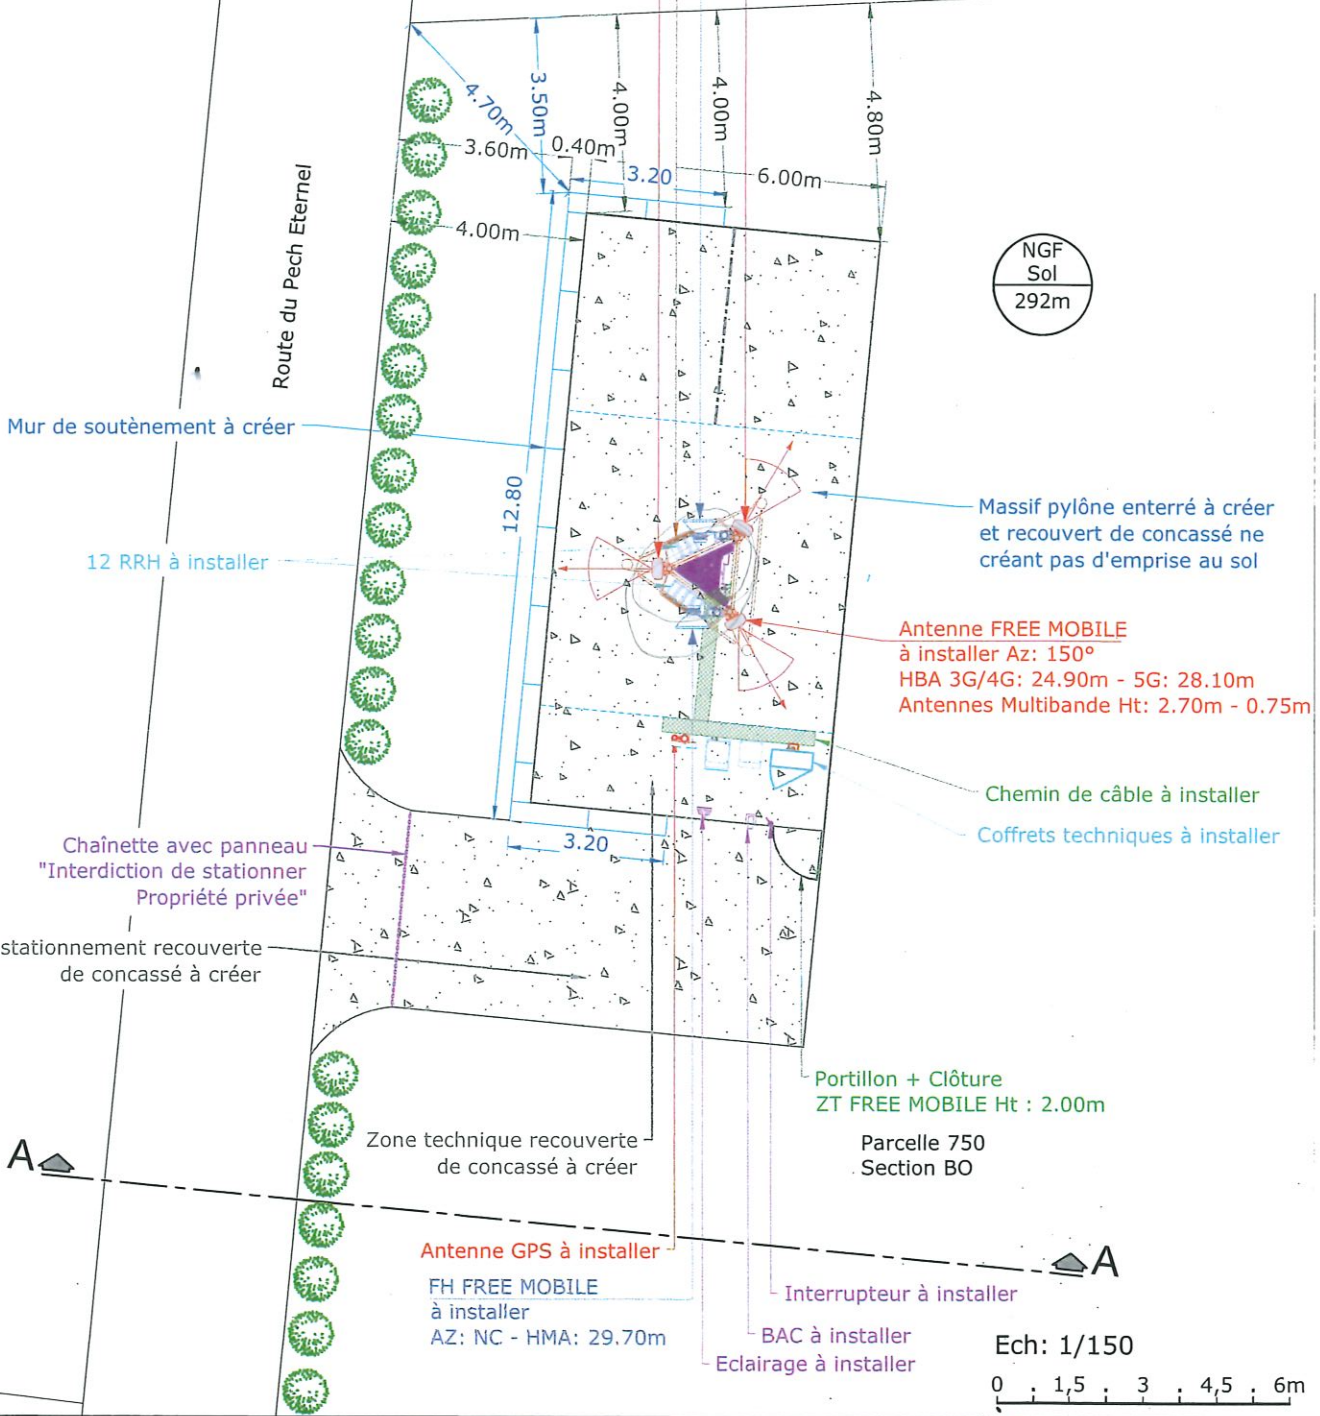 4.70m
3.50m
4.00m
4.00m
4.80m
3.60m
0.40m
3.20
6.00m
4.00m
Route du Pech Eternel
NGF
Sol
292m
Mur de soutènement à créer
12.80
Massif pylône enterré à créer
et recouvert de concassé ne
créant pas d'emprise au sol
12 RRH à installer
Antenne FREE MOBILE
à installer Az: 150°
HBA 3G/4G: 24.90m - 5G: 28.10m
Antennes Multibande Ht: 2.70m - 0.75m
Chemin de câble à installer
Coffrets techniques à installer
3.20
Chaînette avec panneau
"Interdiction de stationner
Propriété privée"
stationnement recouverte
de concassé à créer
Portillon + Clôture
ZT FREE MOBILE Ht : 2.00m
Parcelle 750
Section BO
Zone technique recouverte
de concassé à créer
A
A
Antenne GPS à installer
FH FREE MOBILE
à installer
AZ: NC - HMA: 29.70m
Interrupteur à installer
BAC à installer
Eclairage à installer
Ech: 1/150
0 1,5 3 4,5 6m